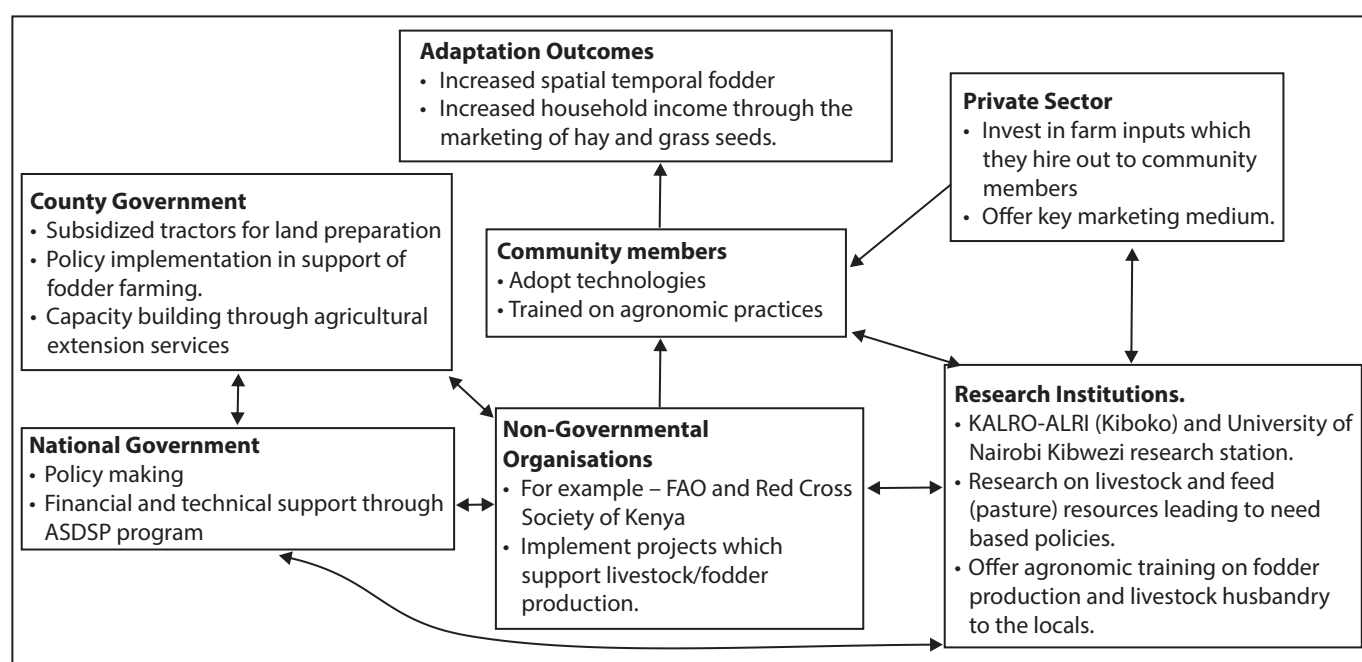 Adaptation Outcomes
• Increased spatial temporal fodder
• Increased household income through the
marketing of hay and grass seeds.
Private Sector
• Invest in farm inputs which
they hire out to community
members
• Offer key marketing medium.
County Government
• Subsidized tractors for land preparation
• Policy implementation in support of
fodder farming.
• Capacity building through agricultural
extension services
Community members
• Adopt technologies
• Trained on agronomic practices
National Government
• Policy making
• Financial and technical support through
ASDSP program
Non-Governmental
Organisations
• For example – FAO and Red Cross
Society of Kenya
• Implement projects which
support livestock/fodder
production.
Research Institutions.
• KALRO-ALRI (Kiboko) and University of
Nairobi Kibwezi research station.
• Research on livestock and feed
(pasture) resources leading to need
based policies.
• Offer agronomic training on fodder
production and livestock husbandry
to the locals.